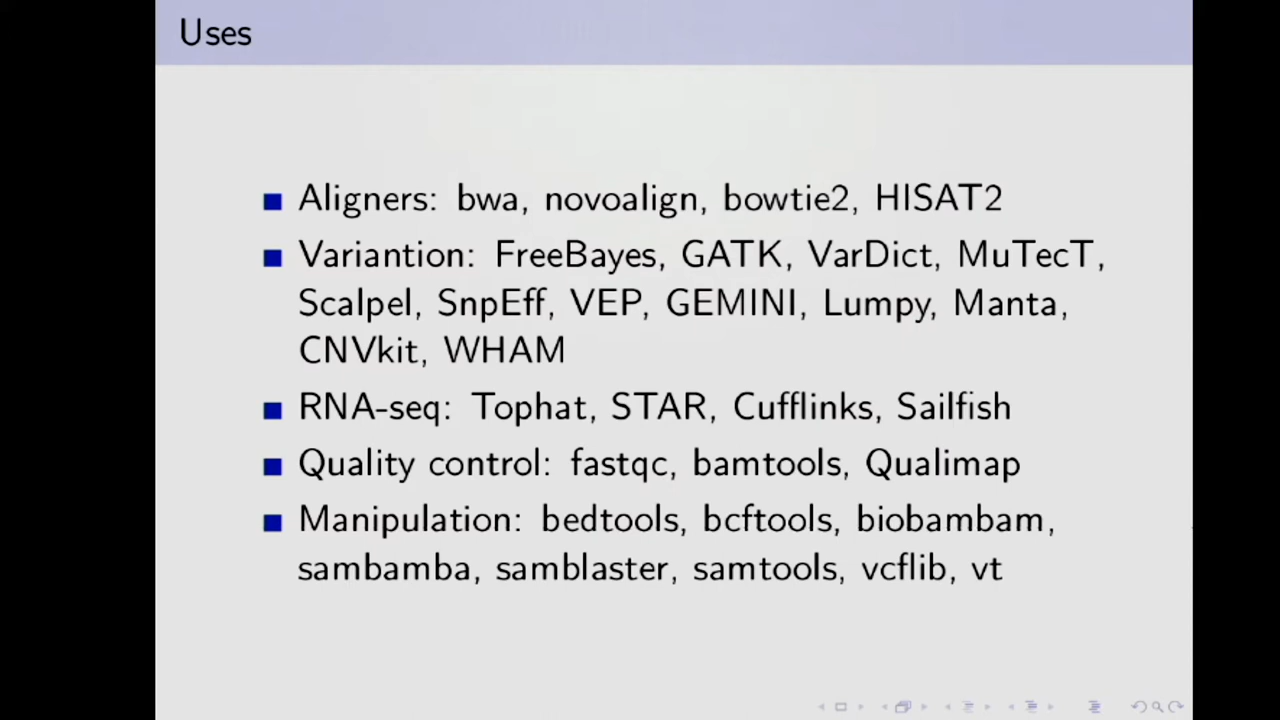 Uses
Aligners: bwa, novoalign, bowtie2, HISAT2
Variantion: FreeBayes, GATK, VarDict, MuTecT,
Scalpel, SnpEff, VEP, GEMINI, Lumpy, Manta,
CNVkit, WHAM
RNA-seq: Tophat, STAR, Cufflinks, Sailfish
Quality control: fastqc, bamtools, Qualimap
Manipulation: bedtools, bcftools, biobambam,
sambamba, samblaster, samtools, vcflib, vt